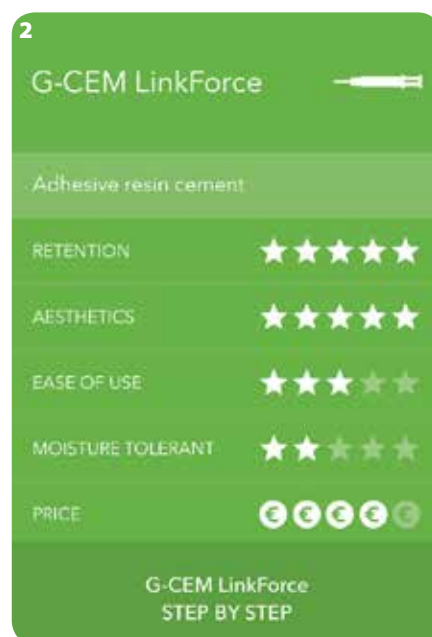 2
G-CEM LinkForce
Adhesive resin cement
RETENTION
AESTHETICS
EASE OF USE
MOISTURE TOLERANT
PRICE € € € € €
G-CEM LinkForce
STEP BY STEP